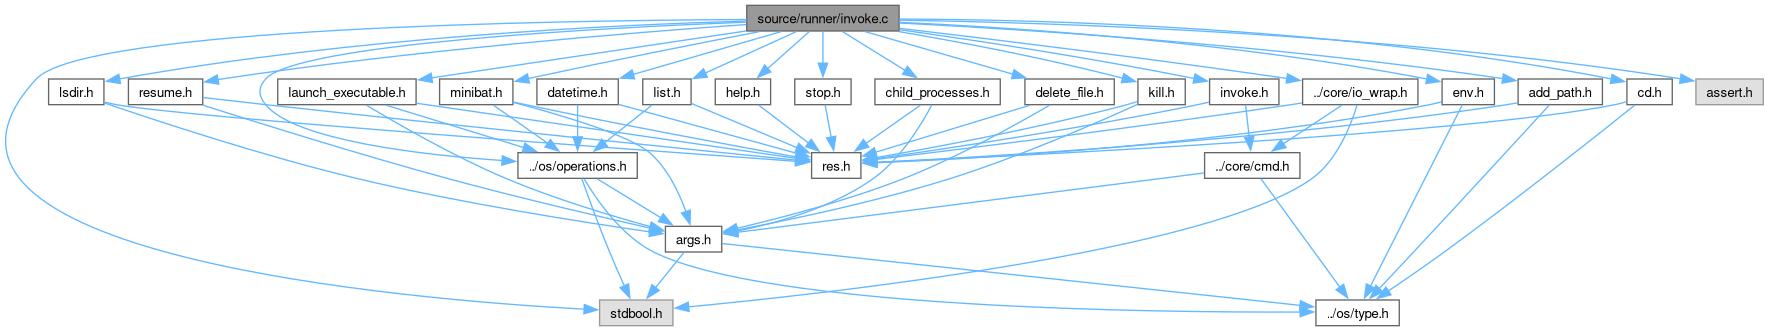 source/runner/invoke.c
lsdir.h
resume.h
launch_executable.h
minibat.h
datetime.h
list.h
help.h
stop.h
child_processes.h
delete_file.h
kill.h
invoke.h
../core/io_wrap.h
env.h
add_path.h
cd.h
assert.h
../os/operations.h
res.h
../core/cmd.h
args.h
stdbool.h
../os/type.h